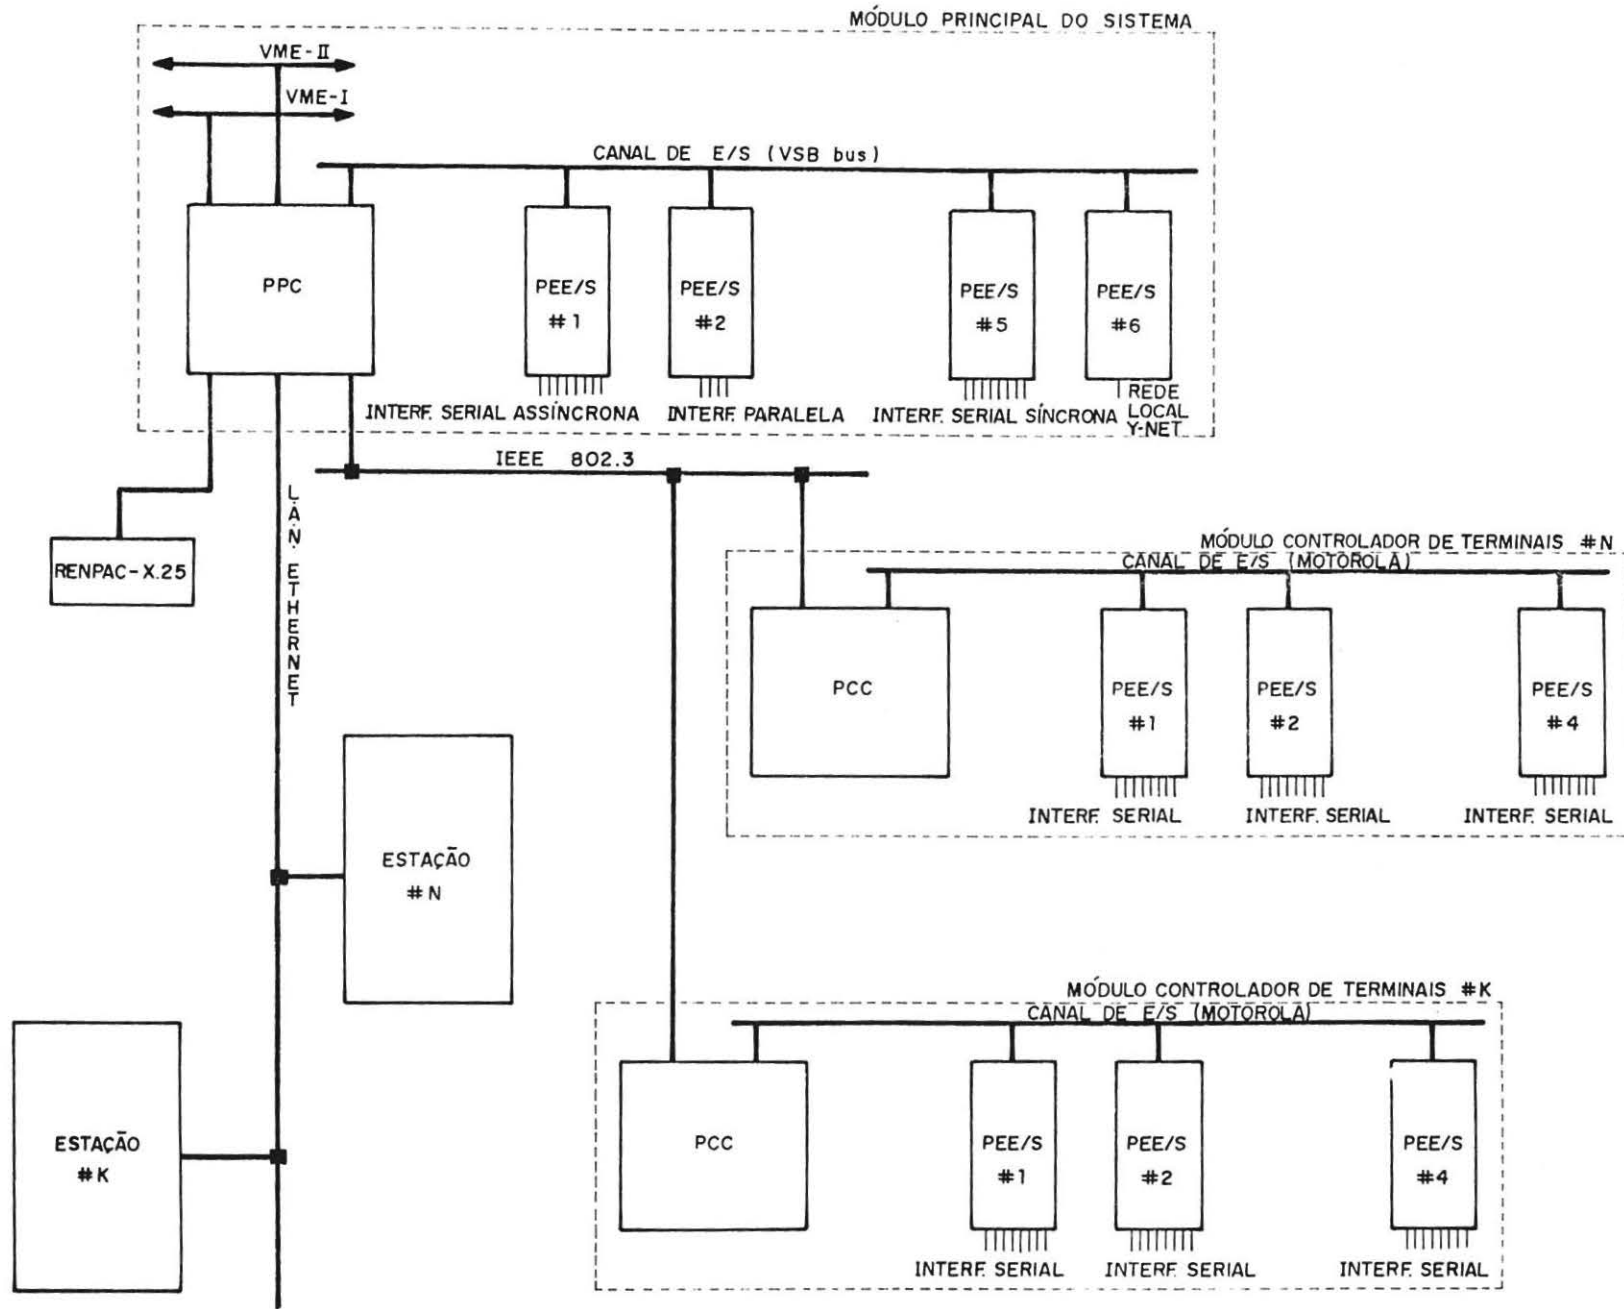 MÓDULO PRINCIPAL DO SISTEMA
VME-II
VME-I
CANAL DE E/S (VSB bus)
PPC
PEE/S
#1
PEE/S
#2
PEE/S
#5
PEE/S
#6
INTERF. SERIAL ASSÍNCRONA
INTERF. PARALELA
INTERF. SERIAL SÍNCRONA
REDE
LOCAL
Y-NET
IEEE 802.3
L.A.N. ETHERNET
RENPAC-X.25
MÓDULO CONTROLADOR DE TERMINAIS #N
CANAL DE E/S (MOTOROLA)
PCC
PEE/S
#1
PEE/S
#2
PEE/S
#4
INTERF. SERIAL
INTERF. SERIAL
INTERF. SERIAL
ESTAÇÃO
#N
MÓDULO CONTROLADOR DE TERMINAIS #K
CANAL DE E/S (MOTOROLA)
PCC
PEE/S
#1
PEE/S
#2
PEE/S
#4
INTERF. SERIAL
INTERF. SERIAL
INTERF. SERIAL
ESTAÇÃO
#K